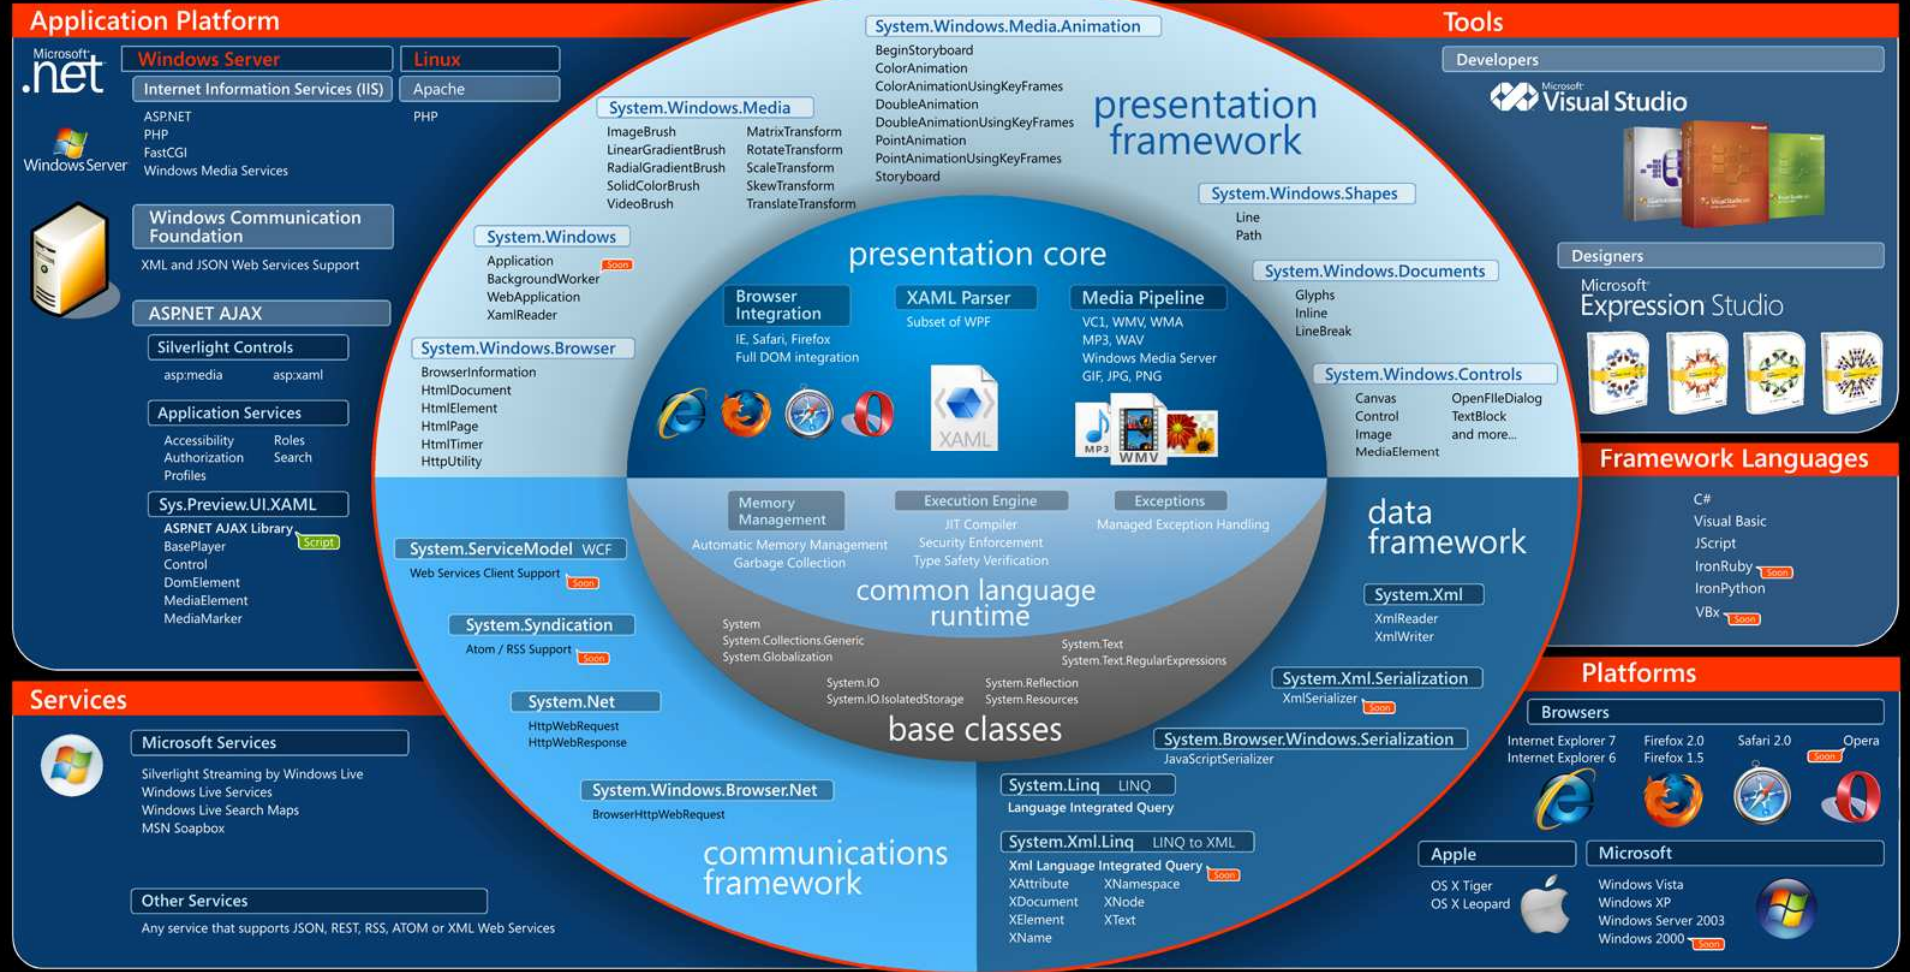 Application Platform
Microsoft
.net
Windows Server
Linux
Internet Information Services (IIS)
Apache
ASP.NET
PHP
FastCGI
Windows Media Services
PHP
Windows Server
Windows Communication
Foundation
XML and JSON Web Services Support
ASP.NET AJAX
Silverlight Controls
asp:media
asp:xaml
Application Services
Accessibility
Roles
Authorization
Search
Profiles
Sys.Preview.UI.XAML
ASP.NET AJAX Library
Script
BasePlayer
Control
DomElement
MediaElement
MediaMarker
Services
Microsoft Services
Silverlight Streaming by Windows Live
Windows Live Services
Windows Live Search Maps
MSN Soapbox
Other Services
Any service that supports JSON, REST, RSS, ATOM or XML Web Services
presentation
framework
System.Windows.Media.Animation
BeginStoryboard
ColorAnimation
ColorAnimationUsingKeyFrames
DoubleAnimation
DoubleAnimationUsingKeyFrames
PointAnimation
PointAnimationUsingKeyFrames
Storyboard
System.Windows.Media
ImageBrush
MatrixTransform
LinearGradientBrush
RotateTransform
RadialGradientBrush
ScaleTransform
SolidColorBrush
SkewTransform
VideoBrush
TranslateTransform
System.Windows
Application
Soon
BackgroundWorker
WebApplication
XamlReader
System.Windows.Browser
BrowserInformation
HtmlDocument
HtmlElement
HtmlPage
HtmlTimer
HttpUtility
System.Windows.Shapes
Line
Path
System.Windows.Documents
Glyphs
Inline
LineBreak
System.Windows.Controls
Canvas
OpenFIleDialog
Control
TextBlock
Image
and more...
MediaElement
presentation core
Browser
Integration
IE, Safari, Firefox
Full DOM integration
XAML Parser
Subset of WPF
XAML
Media Pipeline
VC1, WMV, WMA
MP3, WAV
Windows Media Server
GIF, JPG, PNG
MP3
WMV
Memory
Management
Automatic Memory Management
Garbage Collection
Execution Engine
JIT Compiler
Security Enforcement
Type Safety Verification
Exceptions
Managed Exception Handling
common language
runtime
System
System.Collections.Generic
System.Globalization
System.Text
System.Text.RegularExpressions
System.IO
System.IO.IsolatedStorage
System.Reflection
System.Resources
base classes
System.ServiceModel WCF
Web Services Client Support
Soon
System.Syndication
Atom / RSS Support
Soon
System.Net
HttpWebRequest
HttpWebResponse
System.Windows.Browser.Net
BrowserHttpWebRequest
communications
framework
data
framework
System.Xml
XmlReader
XmlWriter
System.Xml.Serialization
XmlSerializer
Soon
System.Browser.Windows.Serialization
JavaScriptSerializer
System.Linq LINQ
Language Integrated Query
System.Xml.Linq LINQ to XML
Xml Language Integrated Query
Soon
XAttribute
XNamespace
XDocument
XNode
XElement
XText
XName
Tools
Developers
Microsoft
Visual Studio
Designers
Microsoft
Expression Studio
Framework Languages
C#
Visual Basic
JScript
IronRuby
Soon
IronPython
VBx
Soon
Platforms
Browsers
Internet Explorer 7
Firefox 2.0
Safari 2.0
Opera
Internet Explorer 6
Firefox 1.5
Soon
Apple
OS X Tiger
OS X Leopard
Microsoft
Windows Vista
Windows XP
Windows Server 2003
Windows 2000
Soon